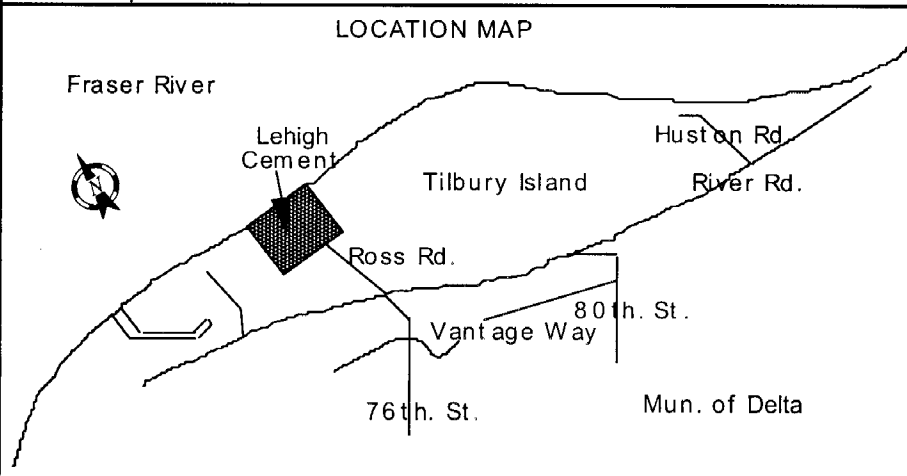 LOCATION MAP
Fraser River
Lehigh
Cement
Huston Rd.
Tilbury Island
River Rd.
N
Ross Rd.
80th. St.
Vantage Way
76th. St.
Mun. of Delta